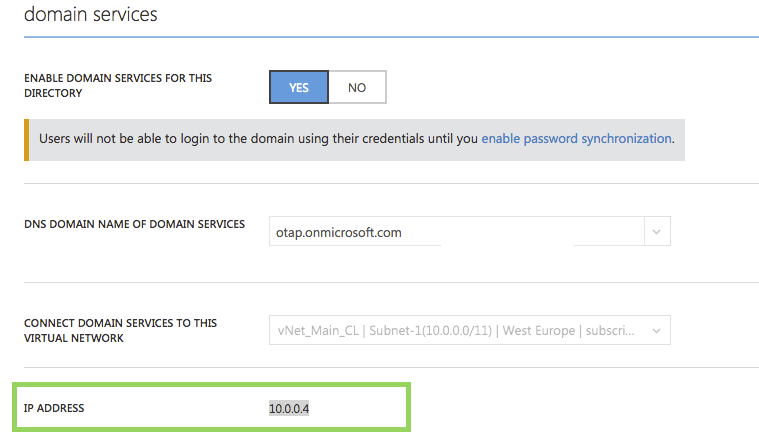 domain services
ENABLE DOMAIN SERVICES FOR THIS
DIRECTORY
YES
NO
Users will not be able to login to the domain using their credentials until you enable password synchronization.
DNS DOMAIN NAME OF DOMAIN SERVICES
otap.onmicrosoft.com
CONNECT DOMAIN SERVICES TO THIS
VIRTUAL NETWORK
vNet_Main_CL | Subnet-1(10.0.0.0/11) | West Europe | subscri...
IP ADDRESS
10.0.0.4